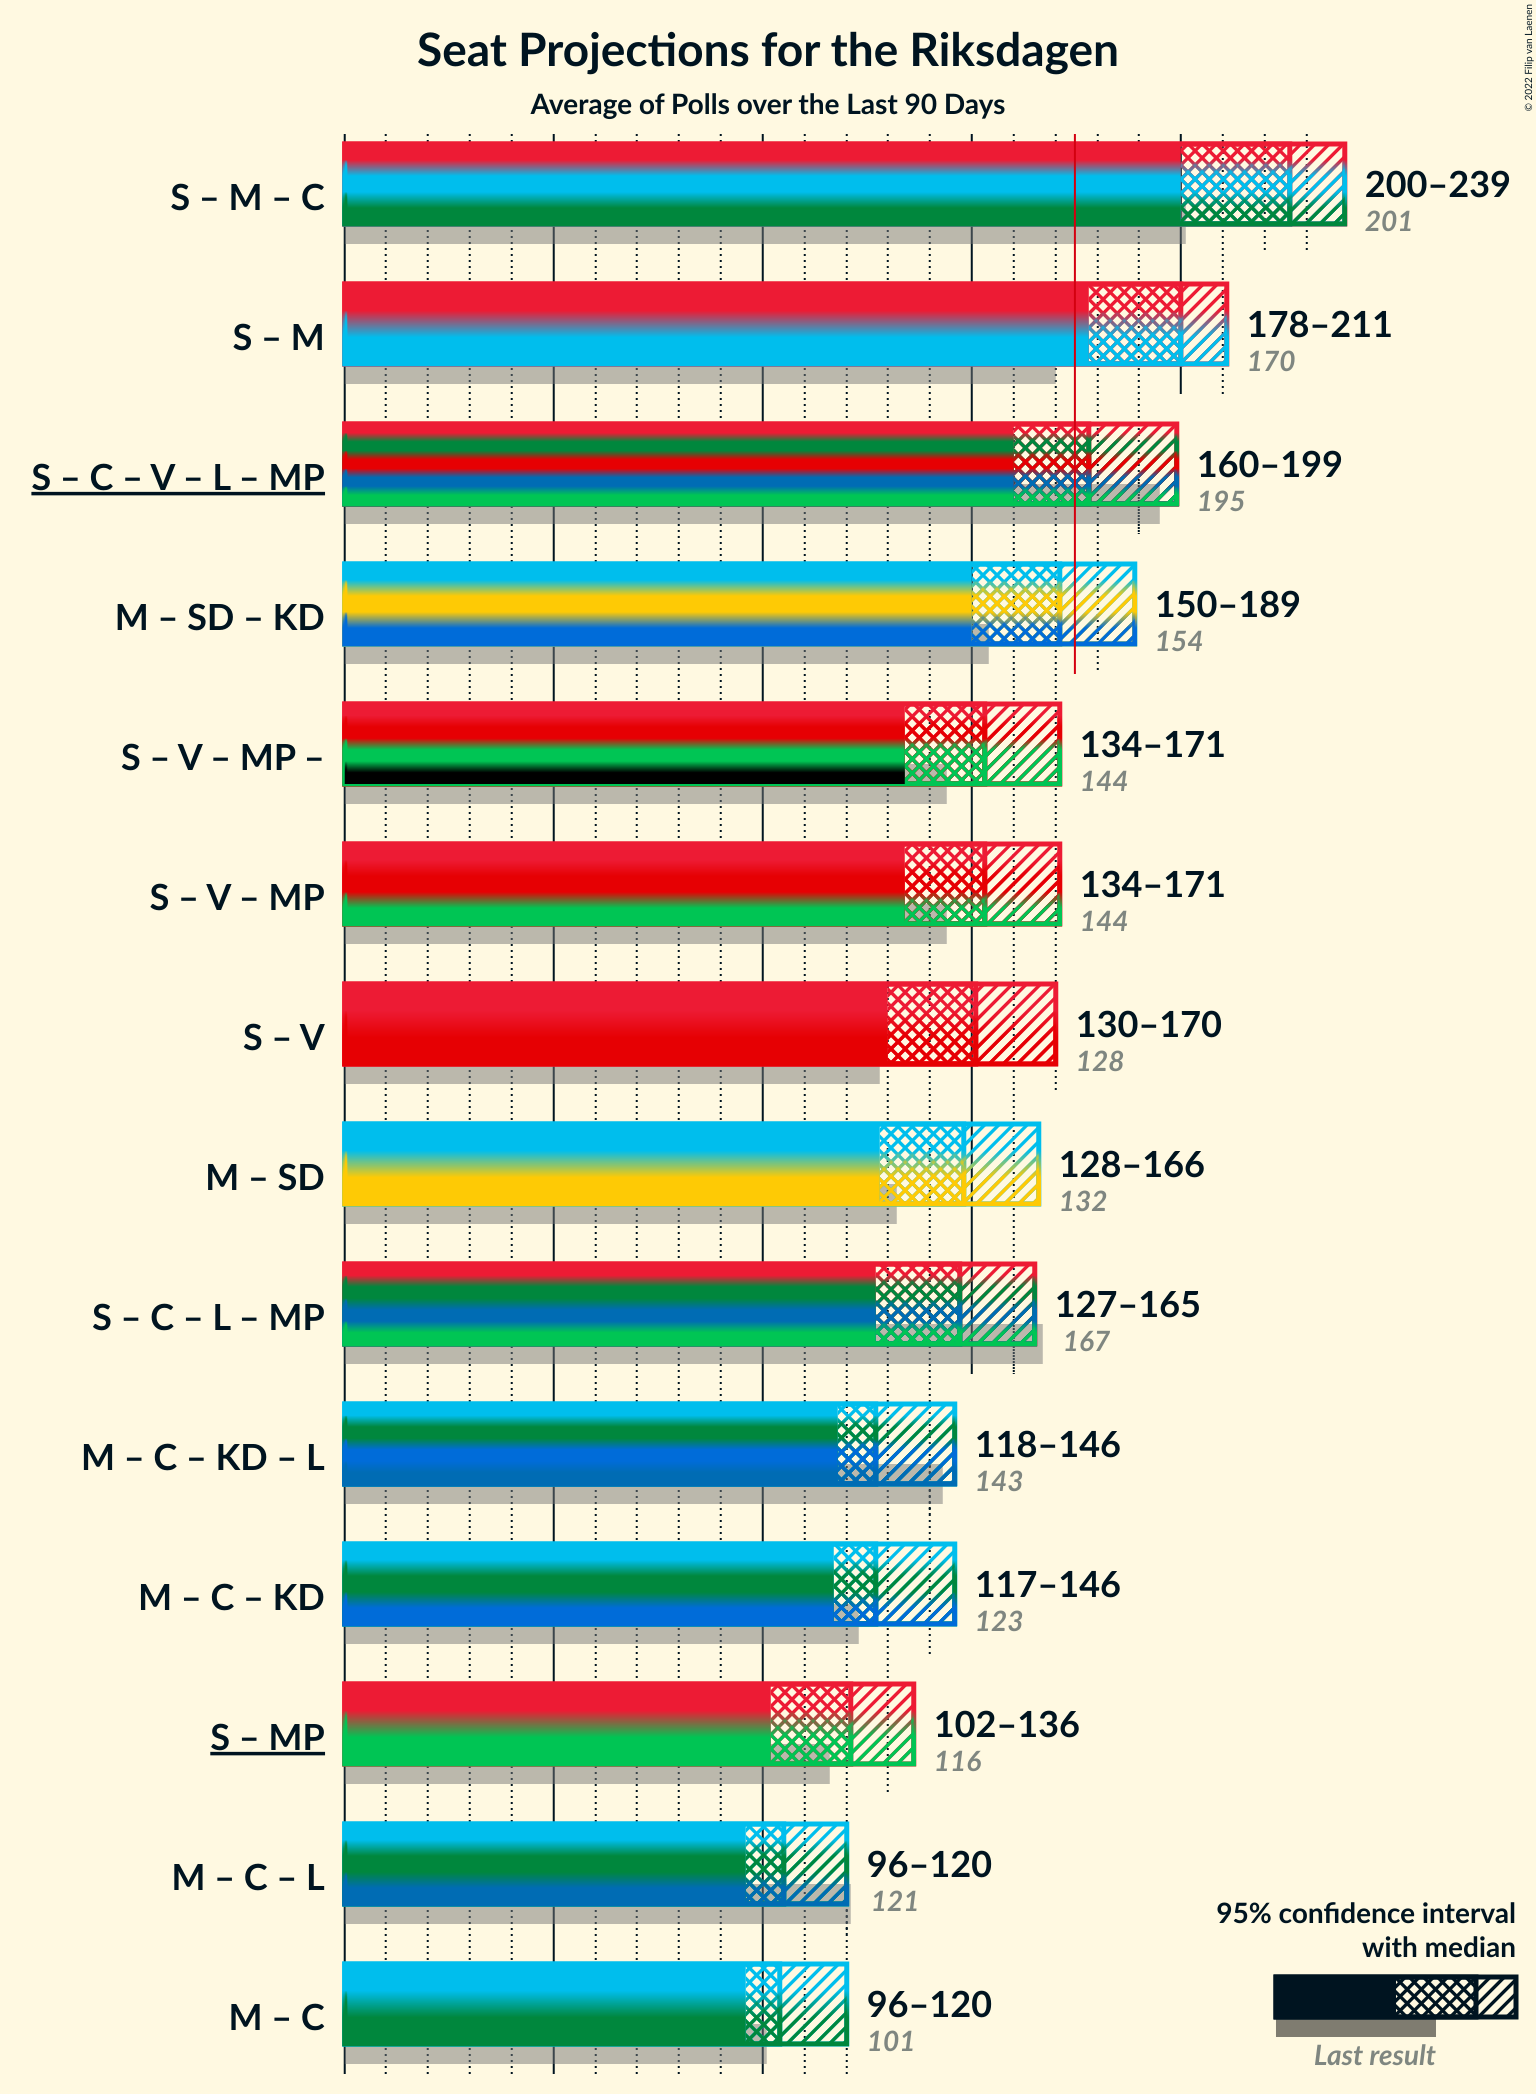 Seat Projections for the Riksdagen
Average of Polls over the Last 90 Days
© 2022 Filip van Laenen
S – M – C
200–239
201
S – M
178–211
170
S – C – V – L – MP
160–199
195
M – SD – KD
150–189
154
S – V – MP –
134–171
144
S – V – MP
134–171
144
S – V
130–170
128
M – SD
128–166
132
S – C – L – MP
127–165
167
M – C – KD – L
118–146
143
M – C – KD
117–146
123
S – MP
102–136
116
M – C – L
96–120
121
M – C
96–120
101
95% confidence interval
with median
Last result